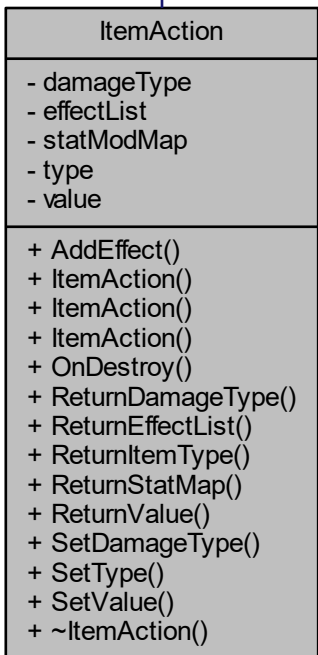 ItemAction
- damageType
- effectList
- statModMap
- type
- value
+ AddEffect()
+ ItemAction()
+ ItemAction()
+ ItemAction()
+ OnDestroy()
+ ReturnDamageType()
+ ReturnEffectList()
+ ReturnItemType()
+ ReturnStatMap()
+ ReturnValue()
+ SetDamageType()
+ SetType()
+ SetValue()
+ ~ItemAction()